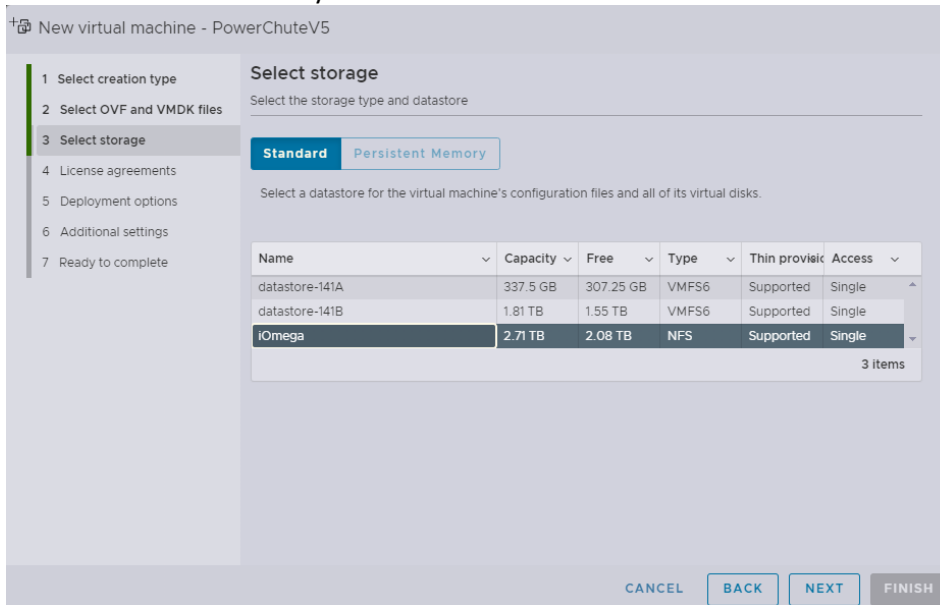 New virtual machine - PowerChuteV5
1 Select creation type
2 Select OVF and VMDK files
3 Select storage
4 License agreements
5 Deployment options
6 Additional settings
7 Ready to complete
Select storage
Select the storage type and datastore
Standard Persistent Memory
Select a datastore for the virtual machine's configuration files and all of its virtual disks.
Name Capacity Free Type Thin Access
datastore-141A 337.5 GB 307.25 GB VMFS6 Supported Single
datastore-141B 1.81 TB 1.55 TB VMFS6 Supported Single
iOmega 2.71 TB 2.08 TB NFS Supported Single
3 items
CANCEL BACK NEXT FINISH